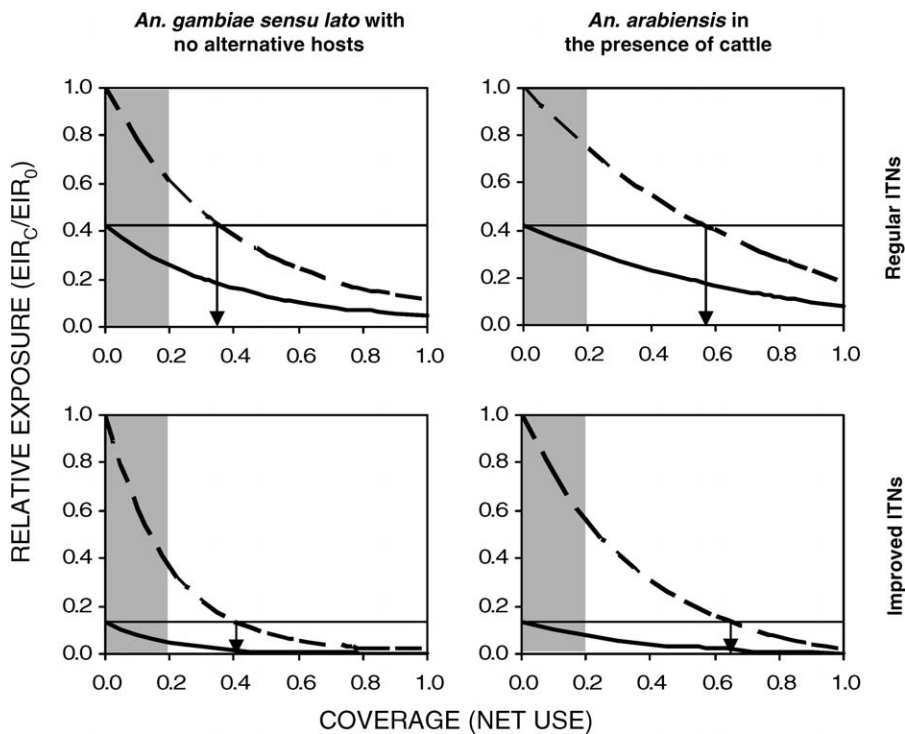 An. gambiae sensu lato with
no alternative hosts
An. arabiensis in
the presence of cattle
RELATIVE EXPOSURE (EIRC/EIR0)
1.0
0.8
0.6
0.4
0.2
0.0
0.0 0.2 0.4 0.6 0.8 1.0
1.0
0.8
0.6
0.4
0.2
0.0
0.0 0.2 0.4 0.6 0.8 1.0
Regular ITNs
1.0
0.8
0.6
0.4
0.2
0.0
0.0 0.2 0.4 0.6 0.8 1.0
1.0
0.8
0.6
0.4
0.2
0.0
0.0 0.2 0.4 0.6 0.8 1.0
Improved ITNs
COVERAGE (NET USE)